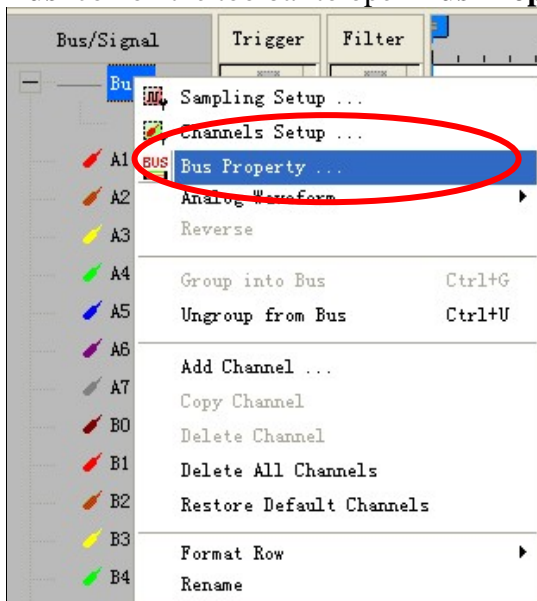 Bus/Signal Trigger Filter
Bu
Sampling Setup ...
Channels Setup ...
A1 BUS Bus Property ...
A2 Analog Waveform
A3 Reverse
A4 Group into Bus Ctrl+G
A5 Ungroup from Bus Ctrl+U
A6
Add Channel ...
A7
Copy Channel
B0
Delete Channel
B1 Delete All Channels
B2 Restore Default Channels
B3
Format Row
B4 Rename